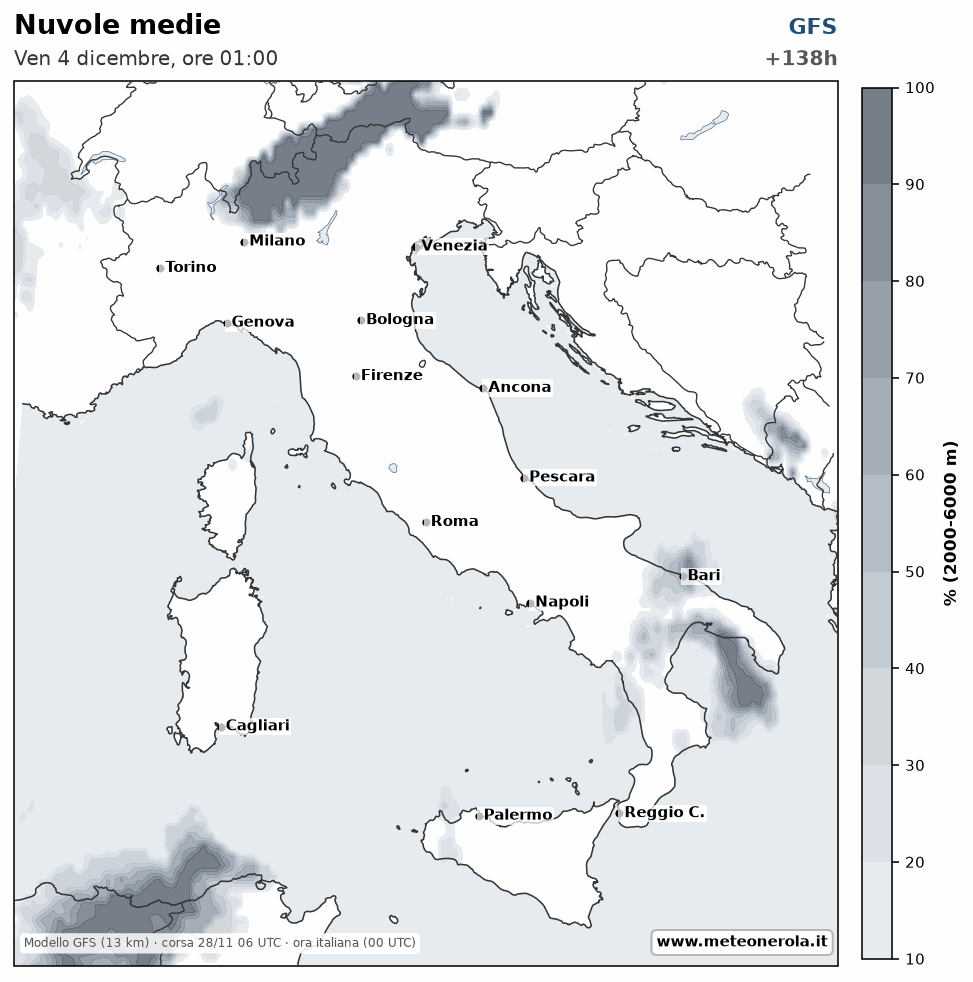 Nuvole medie
GFS
Ven 4 dicembre, ore 01:00
+138h
100
90
80
70
60
50
40
30
20
10
% (2000-6000 m)
Milano
Venezia
Torino
Genova
Bologna
Firenze
Ancona
Pescara
Roma
Bari
Napoli
Cagliari
Palermo
Reggio C.
Modello GFS (13 km) · corsa 28/11 06 UTC · ora italiana (00 UTC)
www.meteonerola.it